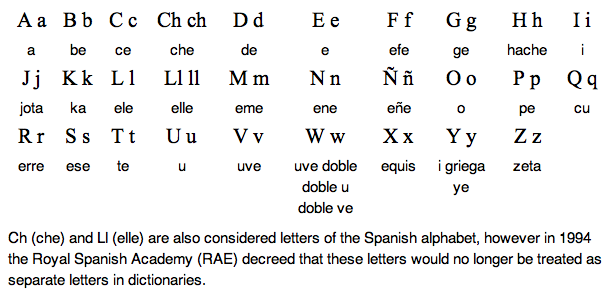 A a B b C c Ch ch D d E e F f G g H h I i
a be ce che de e efe ge hache i
J j K k L l Ll ll M m N n Ñ ñ O o P p Q q
jota ka ele elle eme ene eñe o pe cu
R r S s T t U u V v W w X x Y y Z z
erre ese te u uve uve doble equis i griega zeta
doble u ye
doble ve
Ch (che) and Ll (elle) are also considered letters of the Spanish alphabet, however in 1994
the Royal Spanish Academy (RAE) decreed that these letters would no longer be treated as
separate letters in dictionaries.